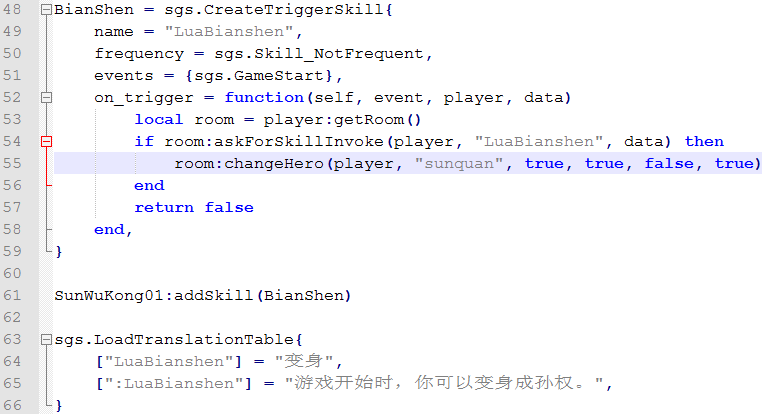 48 BianShen = sgs.CreateTriggerSkill{
49 name = "LuaBianshen",
50 frequency = sgs.Skill_NotFrequent,
51 events = {sgs.GameStart},
52 on_trigger = function(self, event, player, data)
53 local room = player:getRoom()
54 if room:askForSkillInvoke(player, "LuaBianshen", data) then
55 room:changeHero(player, "sunquan", true, true, false, true)
56 end
57 return false
58 end,
59 }
60
61 SunWuKong01:addSkill(BianShen)
62
63 sgs.LoadTranslationTable{
64 ["LuaBianshen"] = "变身",
65 [":LuaBianshen"] = "游戏开始时，你可以变身成孙权。",
66 }